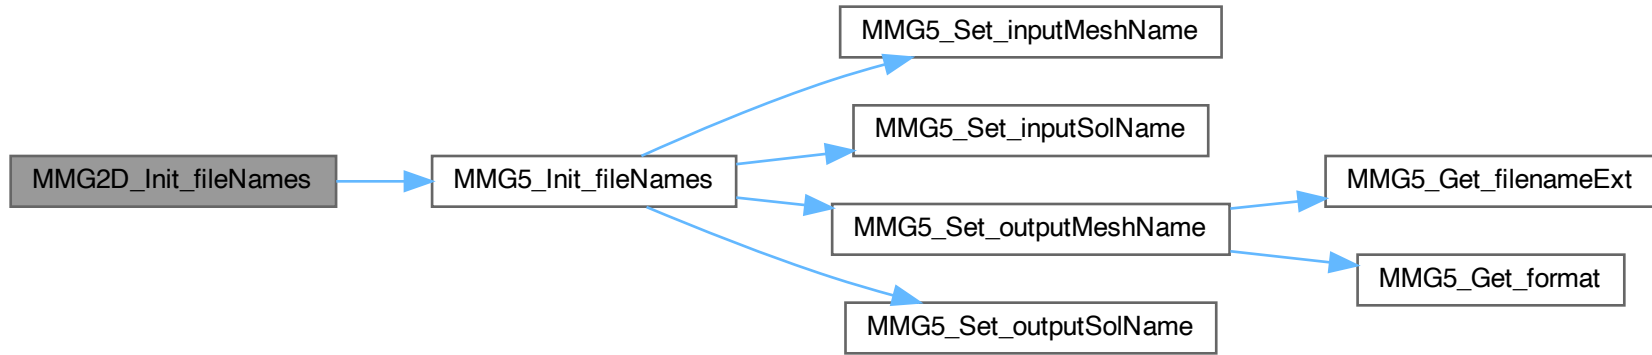 MMG2D_Init_fileNames
MMG5_Init_fileNames
MMG5_Set_inputMeshName
MMG5_Set_inputSolName
MMG5_Set_outputMeshName
MMG5_Set_outputSolName
MMG5_Get_filenameExt
MMG5_Get_format